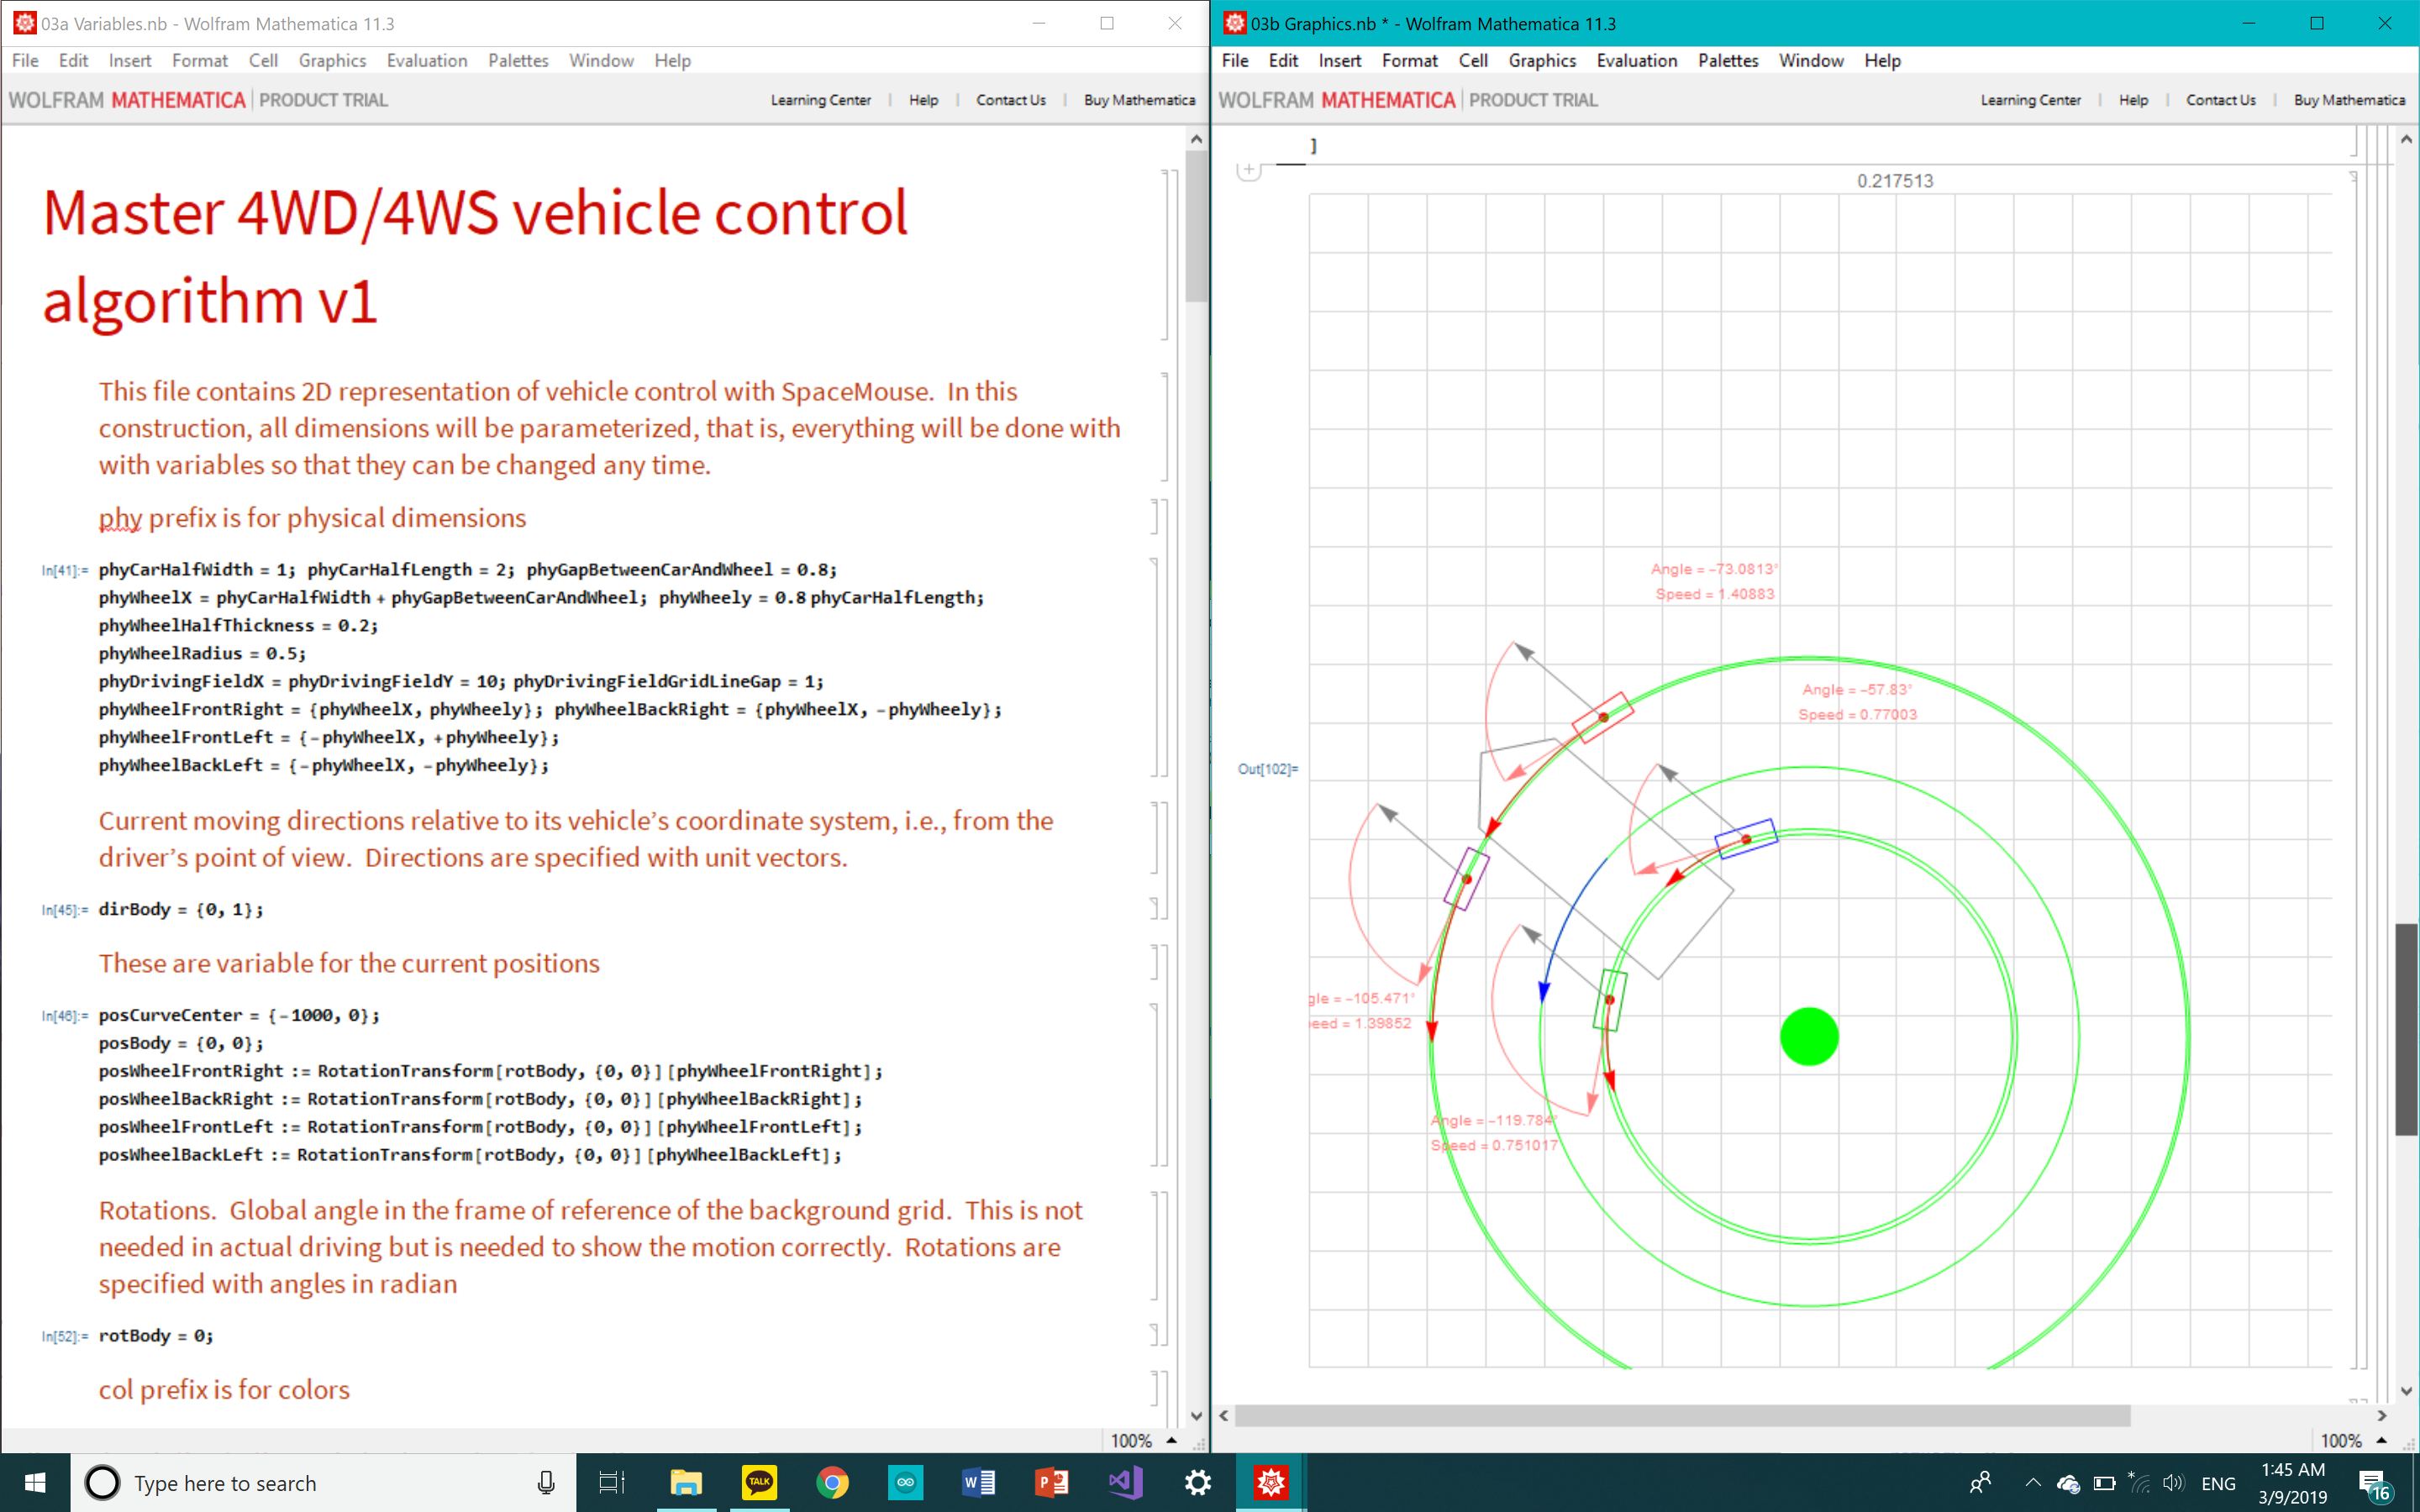 03a Variables.nb - Wolfram Mathematica 11.3
File Edit Insert Format Cell Graphics Evaluation Palettes Window Help
WOLFRAM MATHEMATICA PRODUCT TRIAL
Learning Center Help Contact Us Buy Mathematica
Master 4WD/4WS vehicle control
algorithm v1
This file contains 2D representation of vehicle control with SpaceMouse. In this
construction, all dimensions will be parameterized, that is, everything will be done with
with variables so that they can be changed any time.
phy prefix is for physical dimensions
In[41]:= phyCarHalfWidth = 1; phyCarHalfLength = 2; phyGapBetweenCarAndWheel = 0.8;
phyWheelX = phyCarHalfWidth + phyGapBetweenCarAndWheel; phyWheely = 0.8 phyCarHalfLength;
phyWheelHalfThickness = 0.2;
phyWheelRadius = 0.5;
phyDrivingFieldX = phyDrivingFieldY = 10; phyDrivingFieldGridLineGap = 1;
phyWheelFrontRight = {phyWheelX, phyWheely}; phyWheelBackRight = {phyWheelX, -phyWheely};
phyWheelFrontLeft = {-phyWheelX, +phyWheely};
phyWheelBackLeft = {-phyWheelX, -phyWheely};
Current moving directions relative to its vehicle's coordinate system, i.e., from the
driver's point of view. Directions are specified with unit vectors.
In[45]:= dirBody = {0, 1};
These are variable for the current positions
In[46]:= posCurveCenter = {-1000, 0};
posBody = {0, 0};
posWheelFrontRight := RotationTransform[rotBody, {0, 0}][phyWheelFrontRight];
posWheelBackRight := RotationTransform[rotBody, {0, 0}][phyWheelBackRight];
posWheelFrontLeft := RotationTransform[rotBody, {0, 0}][phyWheelFrontLeft];
posWheelBackLeft := RotationTransform[rotBody, {0, 0}][phyWheelBackLeft];
Rotations. Global angle in the frame of reference of the background grid. This is not
needed in actual driving but is needed to show the motion correctly. Rotations are
specified with angles in radian
In[52]:= rotBody = 0;
col prefix is for colors
100%
03b Graphics.nb * - Wolfram Mathematica 11.3
File Edit Insert Format Cell Graphics Evaluation Palettes Window Help
WOLFRAM MATHEMATICA PRODUCT TRIAL
Learning Center Help Contact Us Buy Mathematica
]
0.217513
Angle = -73.0813°
Speed = 1.40883
Angle = -57.83°
Speed = 0.77003
Out[102]=
gle = -105.471°
eed = 1.39852
Angle = -119.784°
Speed = 0.751017
100%
Type here to search
TALK
ENG
1:45 AM
3/9/2019
16